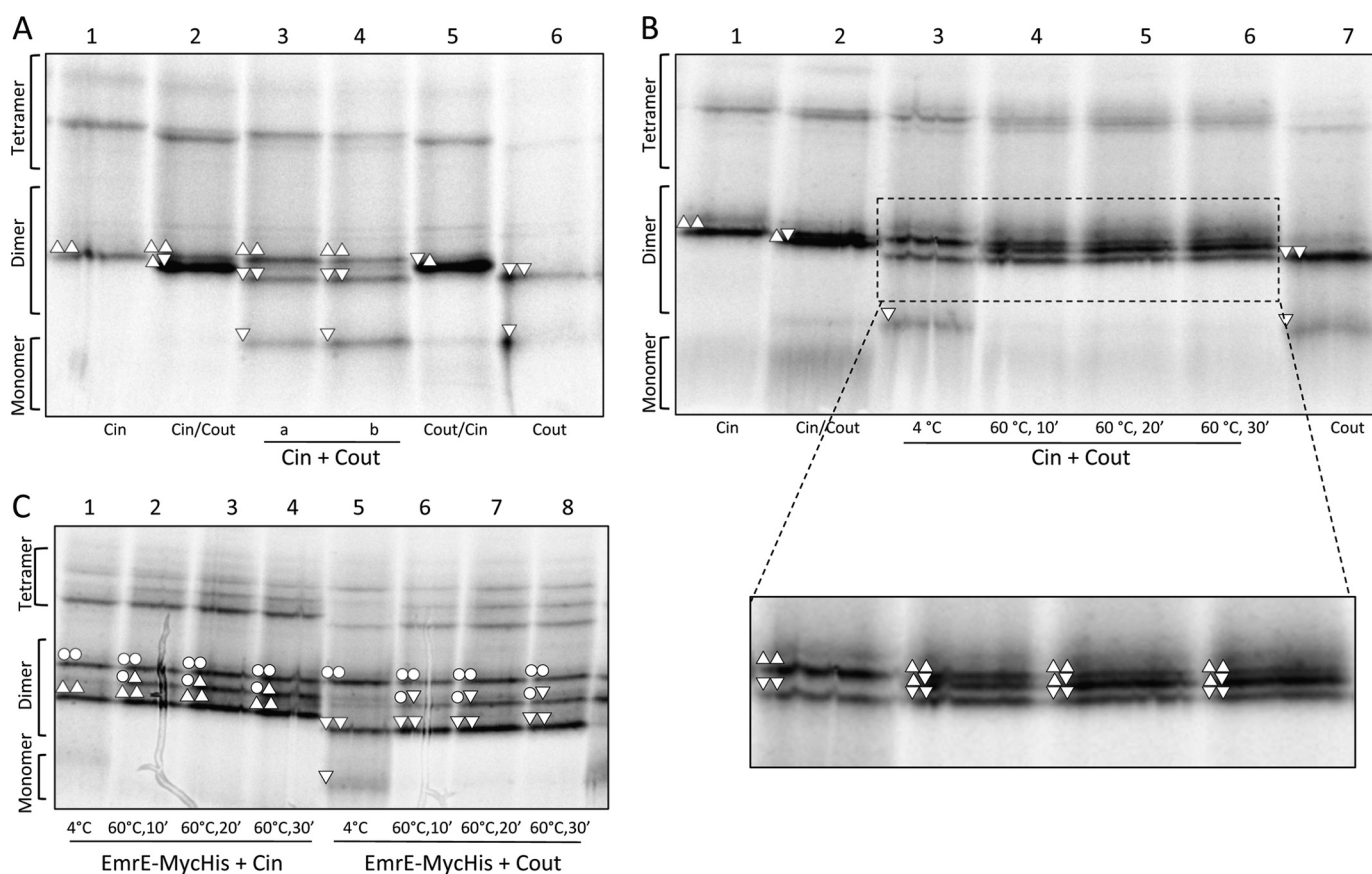 A
1 2 3 4 5 6
Tetramer
Dimer
Monomer
Cin Cin/Cout a b Cout/Cin Cout
Cin + Cout
B
1 2 3 4 5 6 7
Tetramer
Dimer
Monomer
Cin Cin/Cout 4 °C 60 °C, 10’ 60 °C, 20’ 60 °C, 30’ Cout
Cin + Cout
C
1 2 3 4 5 6 7 8
Tetramer
Dimer
Monomer
4°C 60°C,10’ 60°C,20’ 60°C,30’ 4°C 60°C,10’ 60°C,20’ 60°C,30’
EmrE-MycHis + Cin EmrE-MycHis + Cout